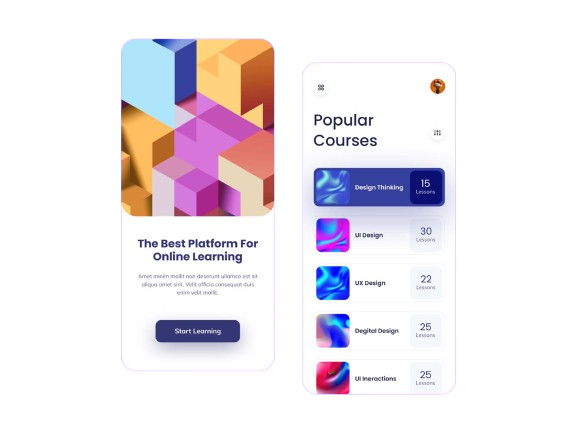 The Best Platform For
Online Learning
Amet minim mollit non deserunt ullamco est sit
aliqua amet sint. Velit officia consequat duis
enim velit mollit.
Start Learning
Popular
Courses
Design Thinking
15
Lessons
UI Design
30
Lessons
UX Design
22
Lessons
Degital Design
25
Lessons
UI Ineractions
25
Lessons